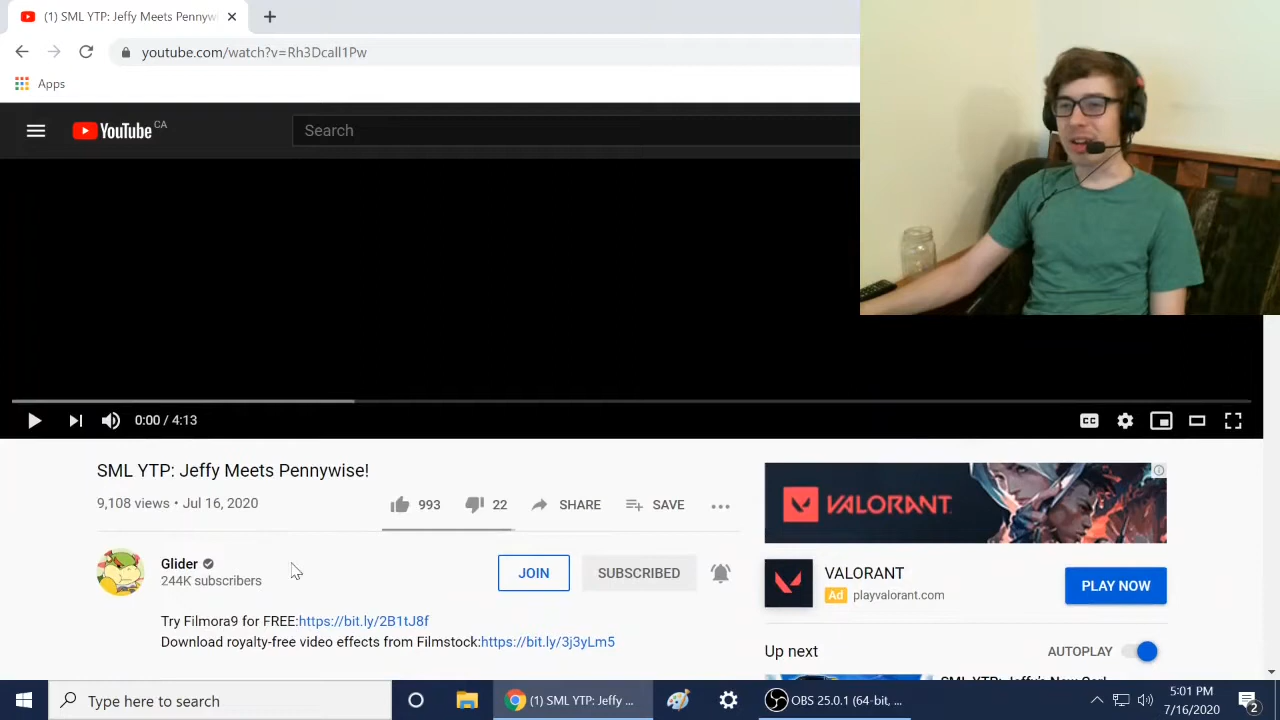 (1) SML YTP: Jeffy Meets Pennywi
youtube.com/watch?v=Rh3Dcall1Pw
Apps
YouTube CA
Search
0:00 / 4:13
CC
SML YTP: Jeffy Meets Pennywise!
9,108 views • Jul 16, 2020
993
22
SHARE
SAVE
Glider
244K subscribers
JOIN
SUBSCRIBED
Try Filmora9 for FREE:https://bit.ly/2B1tJ8f
Download royalty-free video effects from Filmstock:https://bit.ly/3j3yLm5
VALORANT
VALORANT
Ad playvalorant.com
PLAY NOW
Up next
AUTOPLAY
Type here to search
(1) SML YTP: Jeffy ...
OBS 25.0.1 (64-bit, ...
5:01 PM
7/16/2020
2